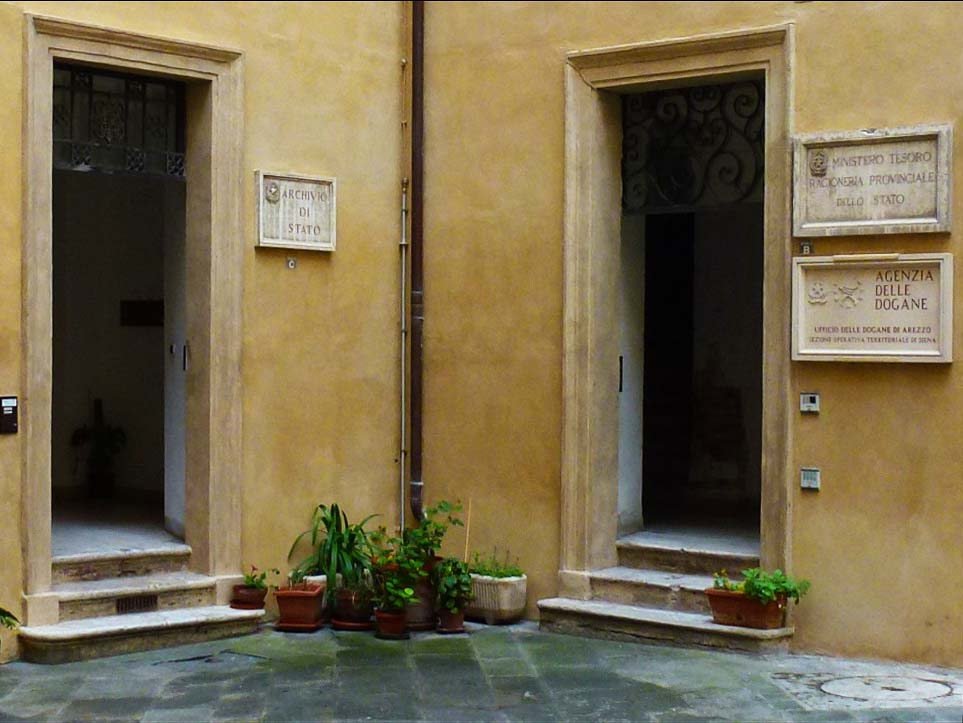 ARCHIVIO
DI
STATO
C
MINISTERO TESORO
RAGIONERIA PROVINCIALE
DELLO STATO
B
AGENZIA
DELLE
DOGANE
UFFICIO DELLE DOGANE DI AREZZO
SEZIONE OPERATIVA TERRITORIALE DI SIENA